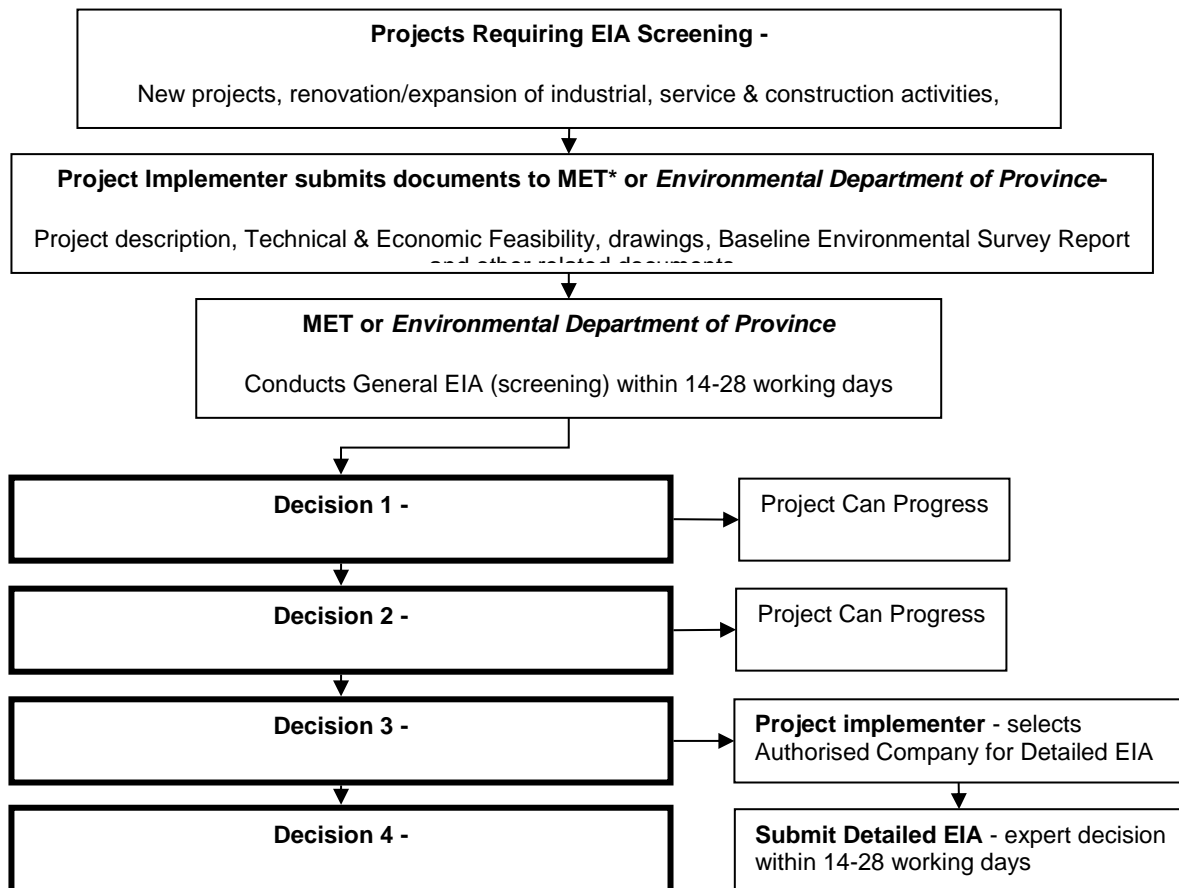 Projects Requiring EIA Screening -
New projects, renovation/expansion of industrial, service & construction activities,
Project Implementer submits documents to MET* or Environmental Department of Province-
Project description, Technical & Economic Feasibility, drawings, Baseline Environmental Survey Report
and other related documents
MET or Environmental Department of Province
Conducts General EIA (screening) within 14-28 working days
Decision 1 -
Project Can Progress
Decision 2 -
Project Can Progress
Decision 3 -
Project implementer - selects
Authorised Company for Detailed EIA
Decision 4 -
Submit Detailed EIA - expert decision
within 14-28 working days